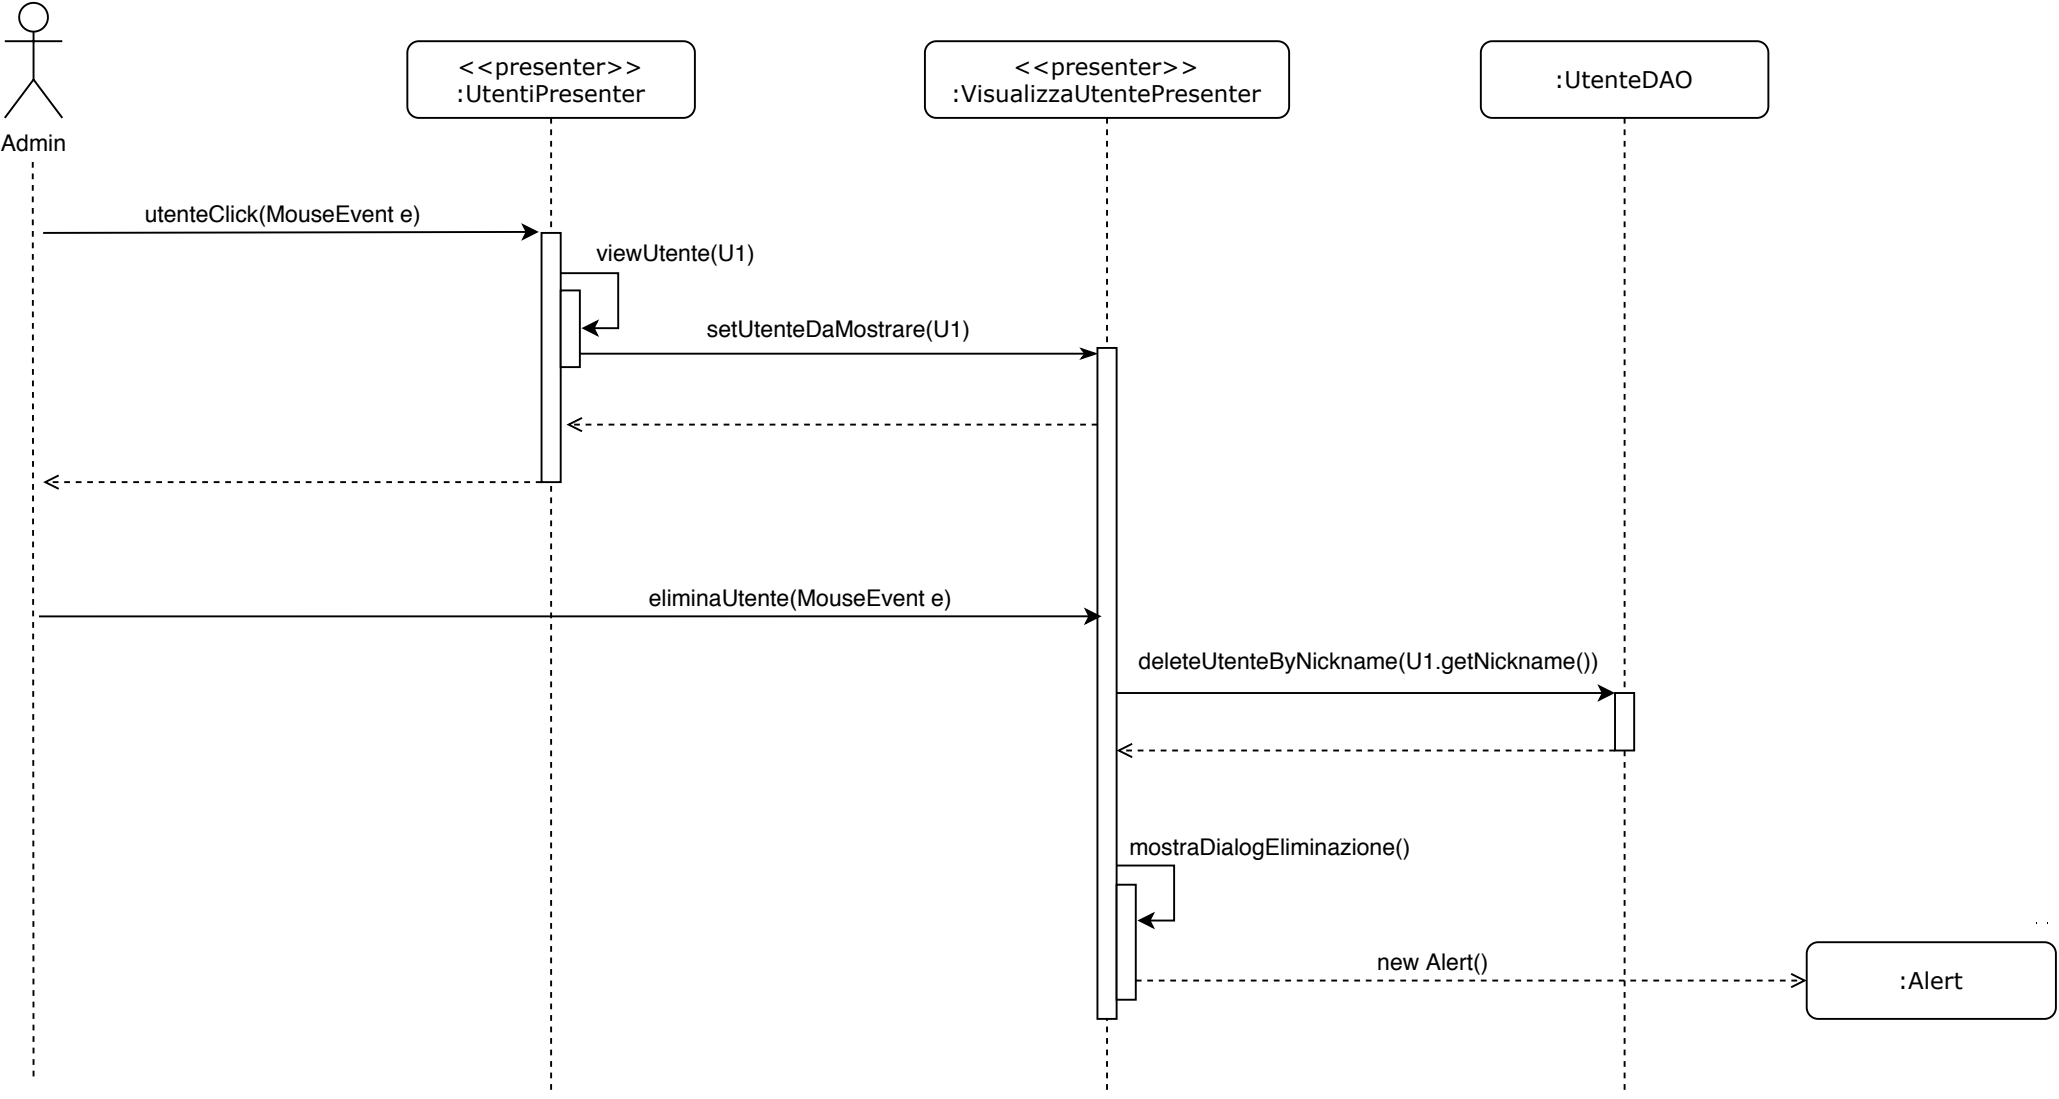 <<presenter>>
:UtentiPresenter
<<presenter>>
:VisualizzaUtentePresenter
:UtenteDAO
Admin
utenteClick(MouseEvent e)
viewUtente(U1)
setUtenteDaMostrare(U1)
eliminaUtente(MouseEvent e)
deleteUtenteByNickname(U1.getNickname())
mostraDialogEliminazione()
new Alert()
:Alert